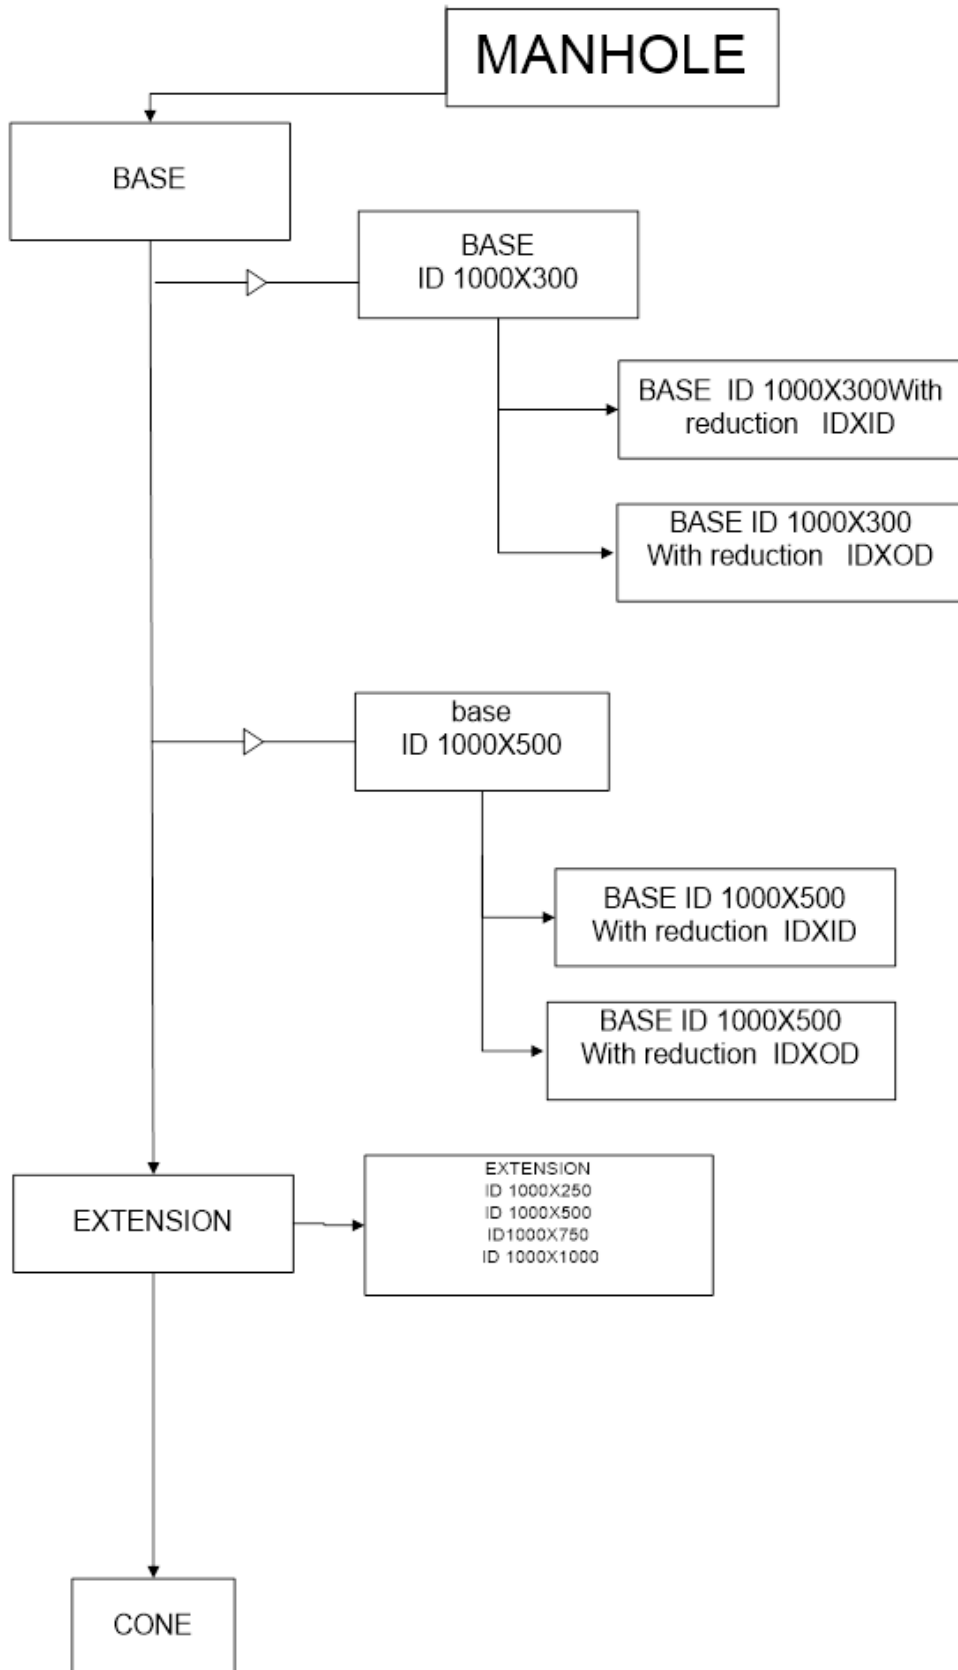 MANHOLE
BASE
BASE
ID 1000X300
BASE ID 1000X300With
reduction IDXID
BASE ID 1000X300
With reduction IDXOD
base
ID 1000X500
BASE ID 1000X500
With reduction IDXID
BASE ID 1000X500
With reduction IDXOD
EXTENSION
EXTENSION
ID 1000X250
ID 1000X500
ID1000X750
ID 1000X1000
CONE